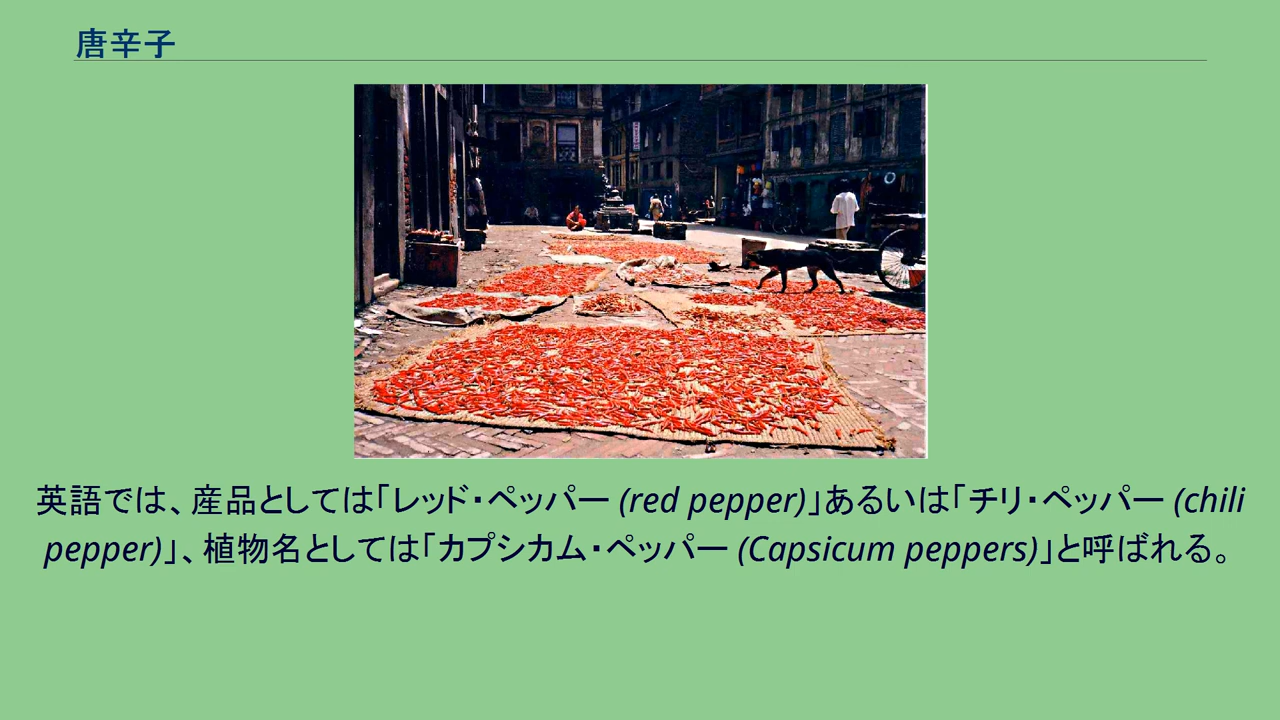 唐辛子
英語では、産品としては「レッド・ペッパー (red pepper)」あるいは「チリ・ペッパー (chili
pepper)」、植物名としては「カプシカム・ペッパー (Capsicum peppers)」と呼ばれる。